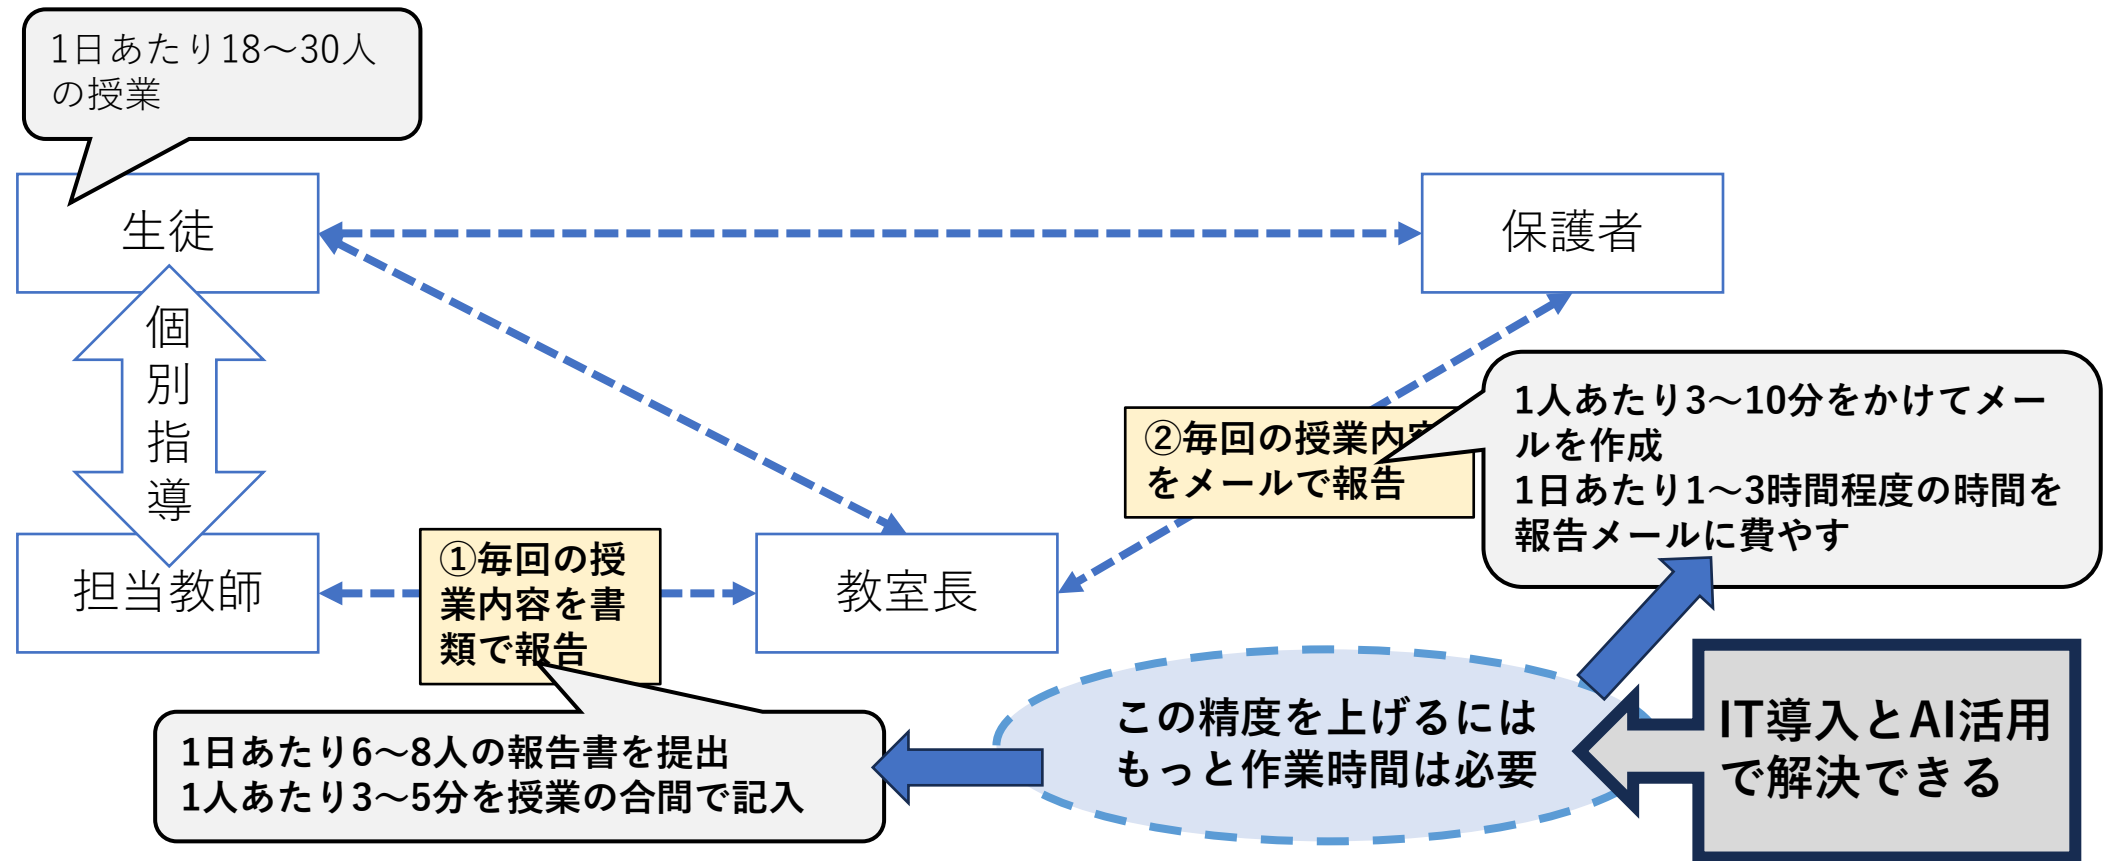 1日あたり18～30人
の授業
生徒
保護者
個
別
指
導
1人あたり3～10分をかけてメー
ルを作成
1日あたり1～3時間程度の時間を
報告メールに費やす
②毎回の授業内容
をメールで報告
①毎回の授
業内容を書
類で報告
担当教師
教室長
この精度を上げるには
もっと作業時間は必要
IT導入とAI活用
で解決できる
1日あたり6～8人の報告書を提出
1人あたり3～5分を授業の合間で記入